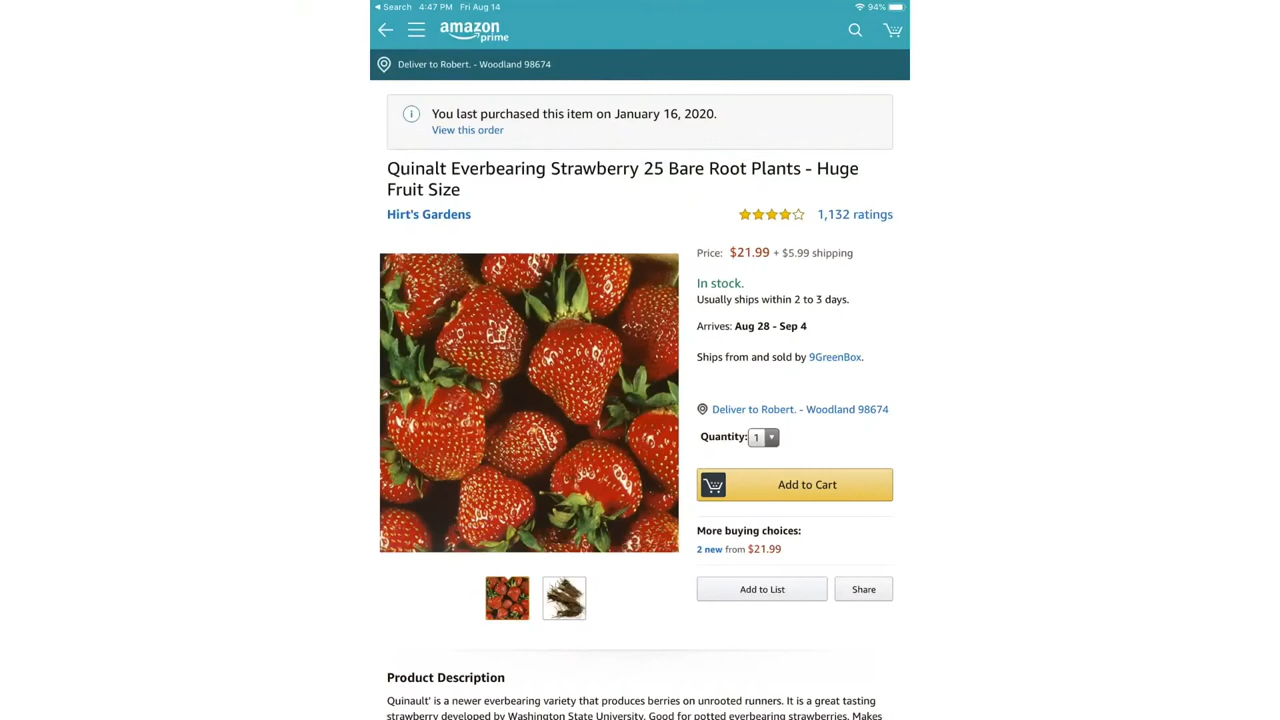 Search 4:47 PM Fri Aug 14 94%
amazon
prime
Deliver to Robert. - Woodland 98674
You last purchased this item on January 16, 2020.
View this order
Quinalt Everbearing Strawberry 25 Bare Root Plants - Huge
Fruit Size
Hirt's Gardens 1,132 ratings
Price: $21.99 + $5.99 shipping
In stock.
Usually ships within 2 to 3 days.
Arrives: Aug 28 - Sep 4
Ships from and sold by 9GreenBox.
Deliver to Robert. - Woodland 98674
Quantity: 1
Add to Cart
More buying choices:
2 new from $21.99
Add to List Share
Product Description
Quinault' is a newer everbearing variety that produces berries on unrooted runners. It is a great tasting
strawberry developed by Washington State University. Good for potted everbearing strawberries. Makes